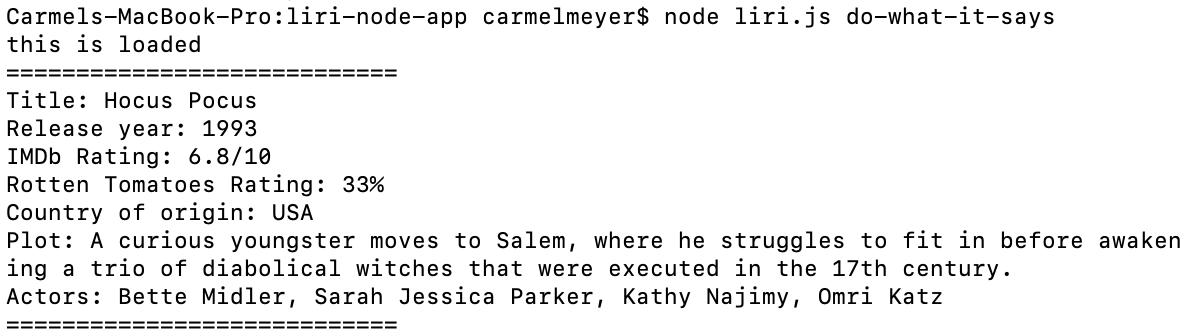 Carmels-MacBook-Pro:liri-node-app carmelmeyer$ node liri.js do-what-it-says
this is loaded
============================
Title: Hocus Pocus
Release year: 1993
IMDb Rating: 6.8/10
Rotten Tomatoes Rating: 33%
Country of origin: USA
Plot: A curious youngster moves to Salem, where he struggles to fit in before awaken
ing a trio of diabolical witches that were executed in the 17th century.
Actors: Bette Midler, Sarah Jessica Parker, Kathy Najimy, Omri Katz
============================